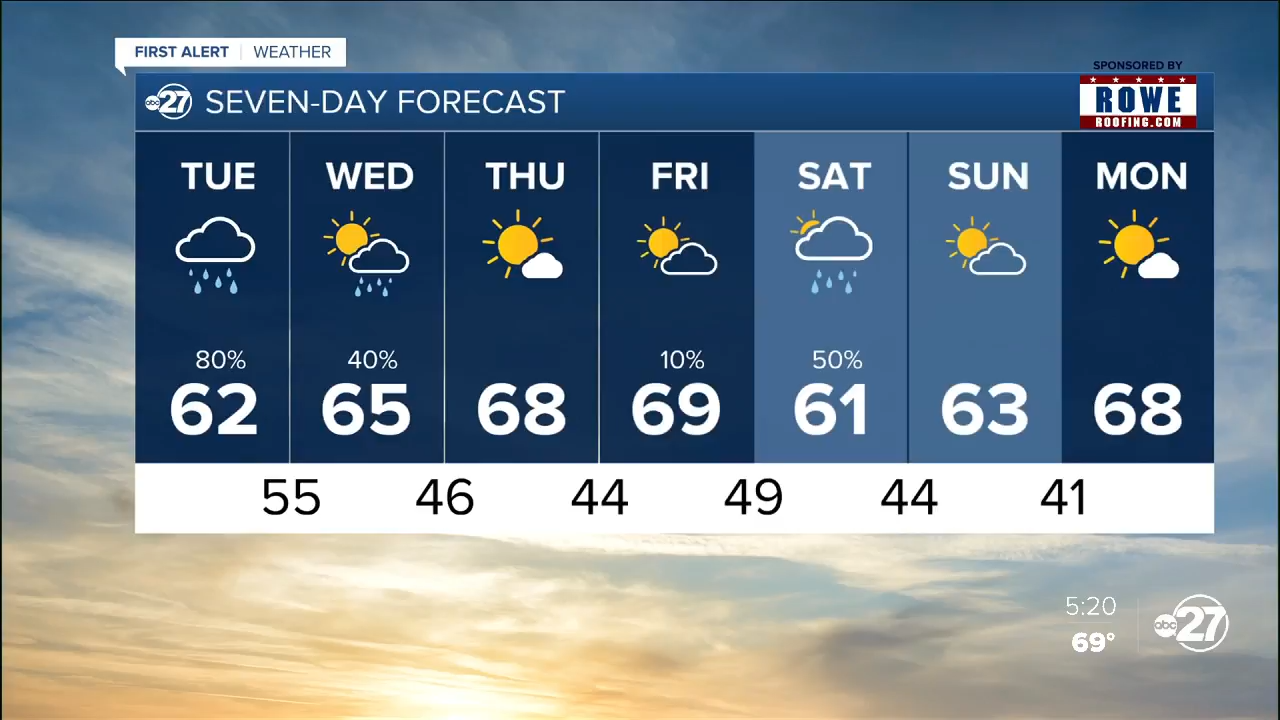 FIRST ALERT | WEATHER
SPONSORED BY
abc 27 SEVEN-DAY FORECAST
ROWE
ROOFING.COM
TUE WED THU FRI SAT SUN MON
80% 40% 10% 50%
62 65 68 69 61 63 68
55 46 44 49 44 41
5:20
69°
abc 27